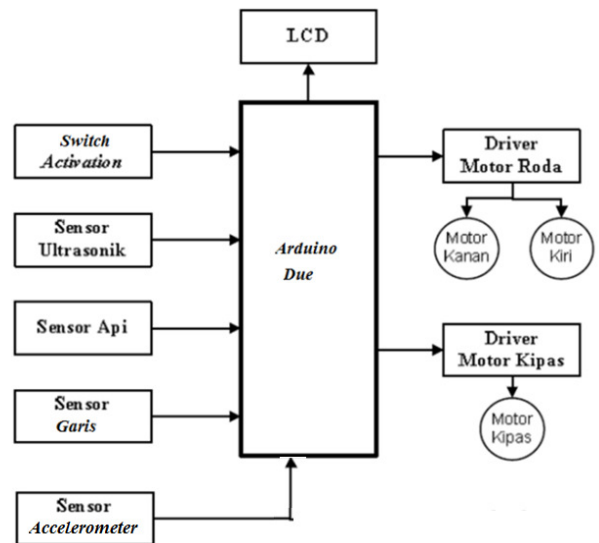 LCD
Switch
Activation
Sensor
Ultrasonik
Sensor Api
Sensor
Garis
Sensor
Accelerometer
Arduino
Due
Driver
Motor Roda
Motor
Kanan
Motor
Kiri
Driver
Motor Kipas
Motor
Kipas